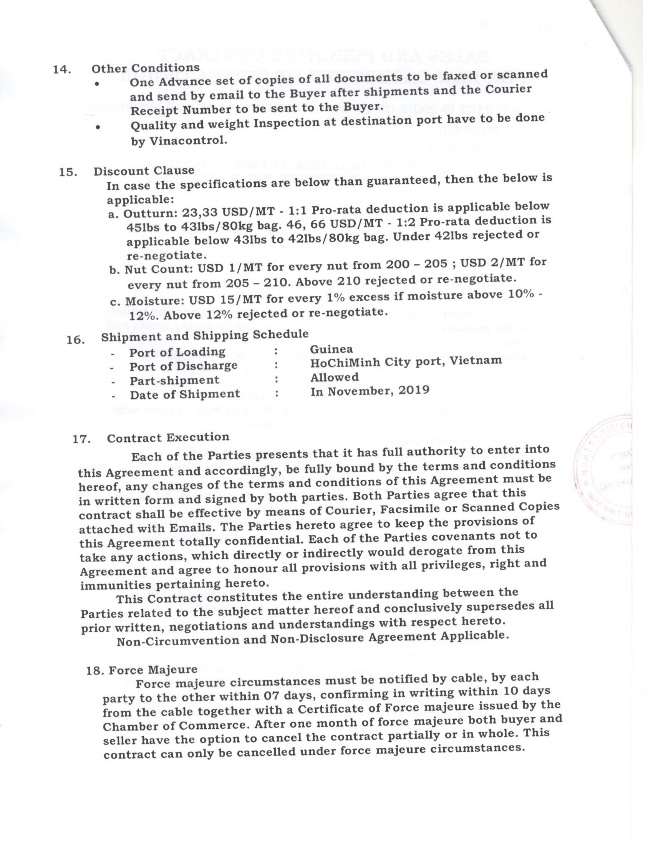 14. Other Conditions
• One Advance set of copies of all documents to be faxed or scanned
and send by email to the Buyer after shipments and the Courier
Receipt Number to be sent to the Buyer.
• Quality and weight Inspection at destination port have to be done
by Vinacontrol.
15. Discount Clause
In case the specifications are below than guaranteed, then the below is
applicable:
a. Outturn: 23,33 USD/MT - 1:1 Pro-rata deduction is applicable below
45lbs to 43lbs/80kg bag. 46, 66 USD/MT - 1:2 Pro-rata deduction is
applicable below 43lbs to 42lbs/80kg bag. Under 42lbs rejected or
re-negotiate.
b. Nut Count: USD 1/MT for every nut from 200 – 205 ; USD 2/MT for
every nut from 205 – 210. Above 210 rejected or re-negotiate.
c. Moisture: USD 15/MT for every 1% excess if moisture above 10% -
12%. Above 12% rejected or re-negotiate.
16. Shipment and Shipping Schedule
- Port of Loading : Guinea
- Port of Discharge : HoChiMinh City port, Vietnam
- Part-shipment : Allowed
- Date of Shipment : In November, 2019
17. Contract Execution
Each of the Parties presents that it has full authority to enter into
this Agreement and accordingly, be fully bound by the terms and conditions
hereof, any changes of the terms and conditions of this Agreement must be
in written form and signed by both parties. Both Parties agree that this
contract shall be effective by means of Courier, Facsimile or Scanned Copies
attached with Emails. The Parties hereto agree to keep the provisions of
this Agreement totally confidential. Each of the Parties covenants not to
take any actions, which directly or indirectly would derogate from this
Agreement and agree to honour all provisions with all privileges, right and
immunities pertaining hereto.
This Contract constitutes the entire understanding between the
Parties related to the subject matter hereof and conclusively supersedes all
prior written, negotiations and understandings with respect hereto.
Non-Circumvention and Non-Disclosure Agreement Applicable.
18. Force Majeure
Force majeure circumstances must be notified by cable, by each
party to the other within 07 days, confirming in writing within 10 days
from the cable together with a Certificate of Force majeure issued by the
Chamber of Commerce. After one month of force majeure both buyer and
seller have the option to cancel the contract partially or in whole. This
contract can only be cancelled under force majeure circumstances.